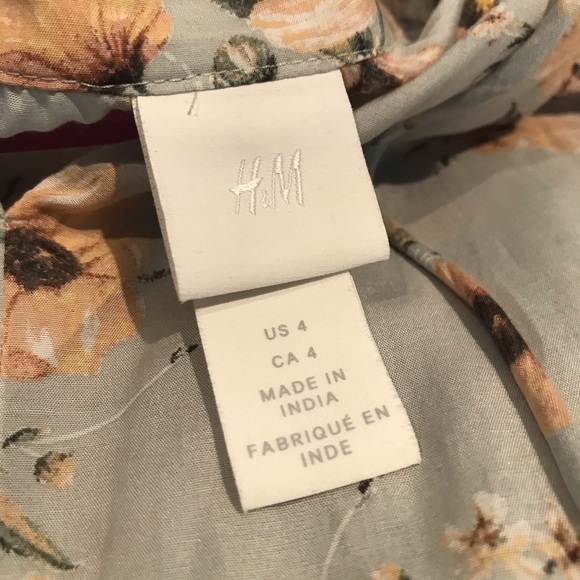 H&M
US 4
CA 4
MADE IN
INDIA
FABRIQUÉ EN
INDE